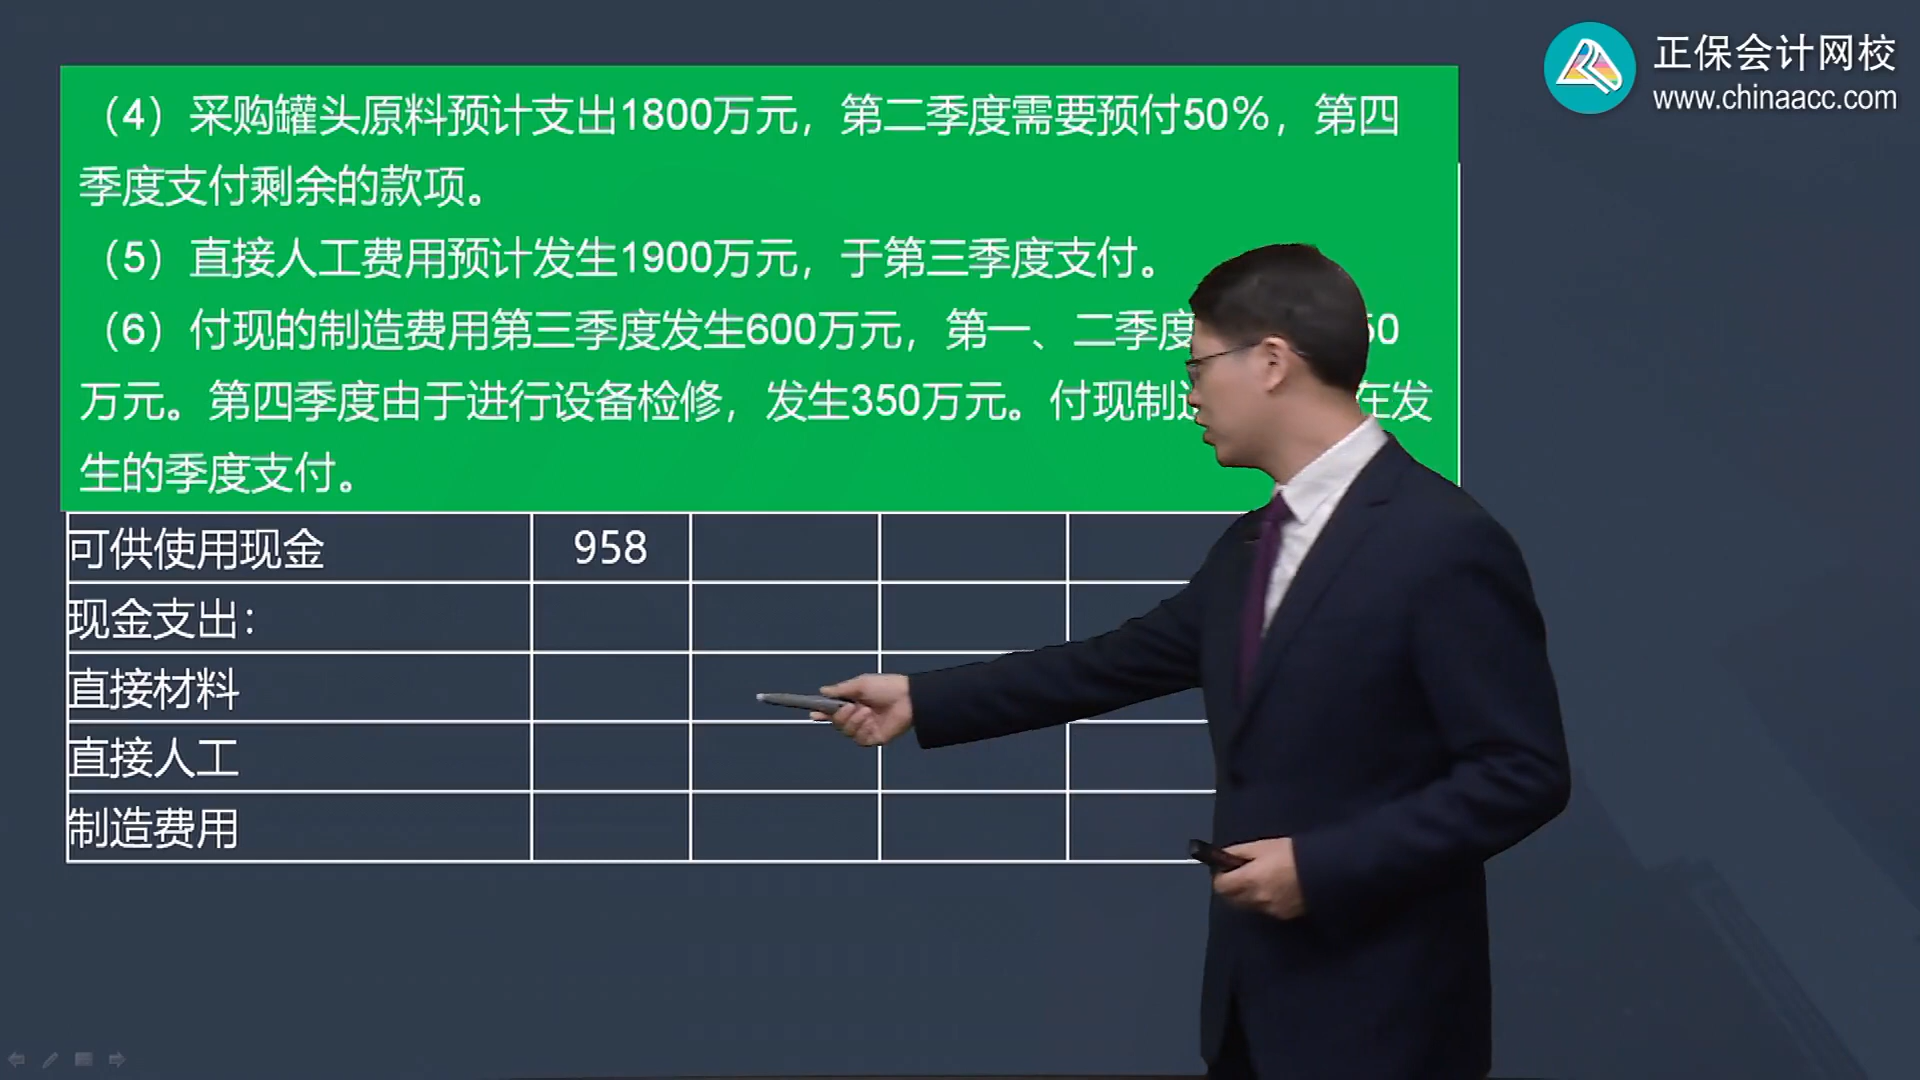 正保会计网校
www.chinaacc.com
（4）采购罐头原料预计支出1800万元，第二季度需要预付50%，第四
季度支付剩余的款项。
（5）直接人工费用预计发生1900万元，于第三季度支付。
（6）付现的制造费用第三季度发生600万元，第一、二季度 50
万元。第四季度由于进行设备检修，发生350万元。付现制造 在发
生的季度支付。
可供使用现金 958
现金支出：
直接材料
直接人工
制造费用